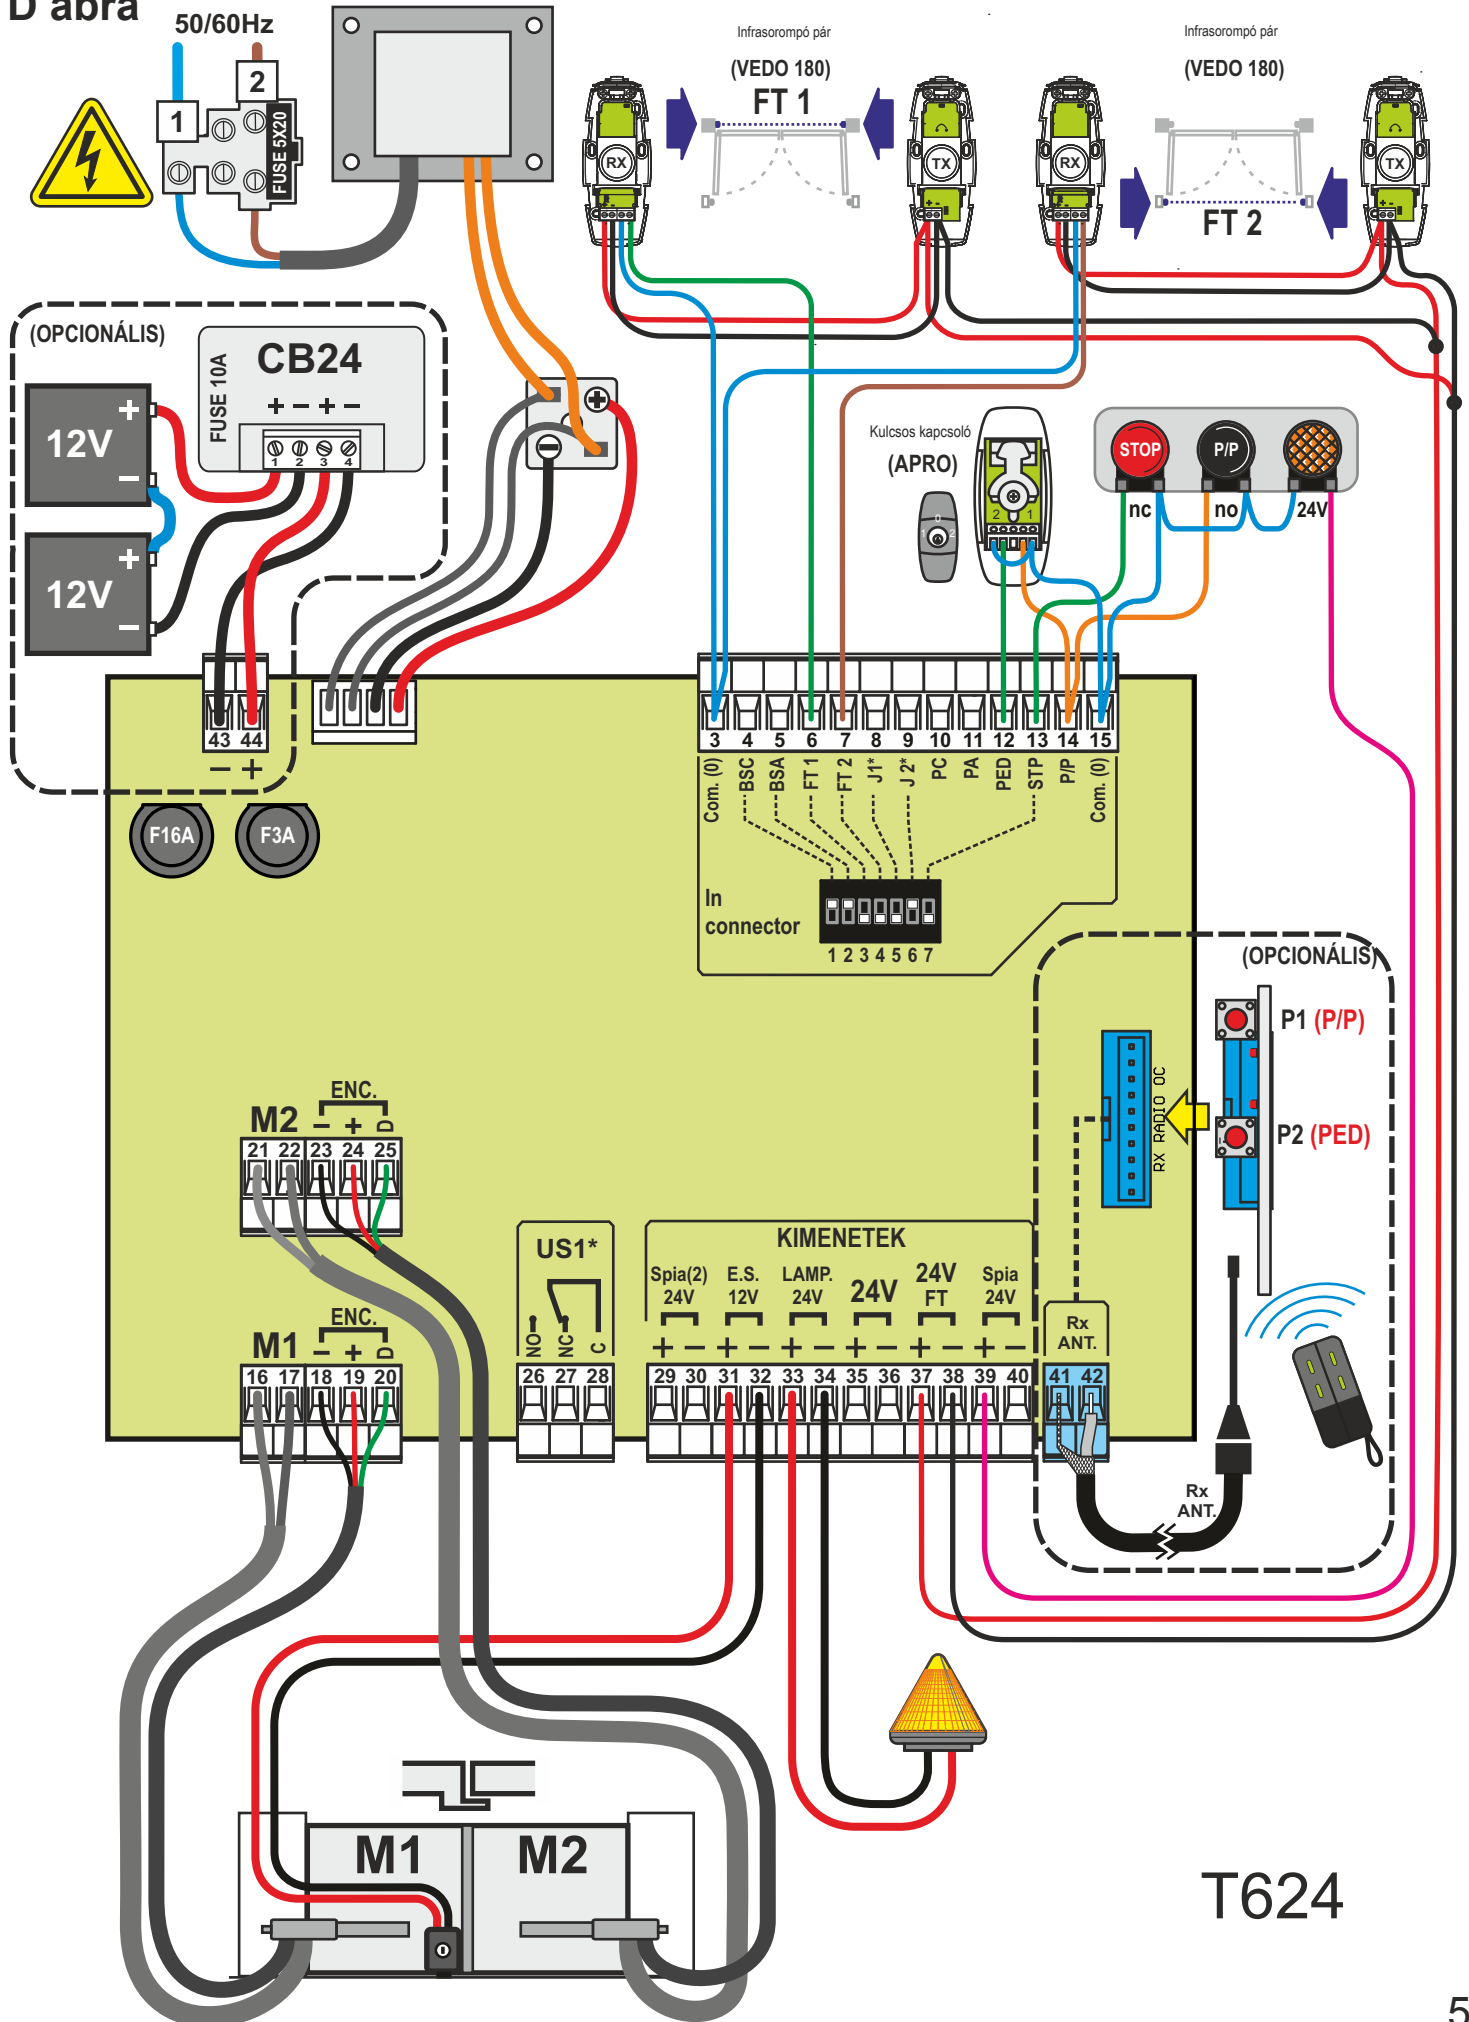 D ábra
50/60Hz
1
2
FUSE 5X20
Infrasorompó pár
(VEDO 180)
FT 1
RX
TX
Infrasorompó pár
(VEDO 180)
FT 2
RX
TX
(OPCIONÁLIS)
FUSE 10A
CB24
+ − + −
1 2 3 4
12V
+
−
12V
+
−
+
−
Kulcsos kapcsoló
(APRO)
0
1 2
2 1
STOP
P/P
nc
no
24V
43 44
− +
F16A
F3A
3 4 5 6 7 8 9 10 11 12 13 14 15
Com. (0)
BSC
BSA
FT 1
FT 2
J1*
J 2*
PC
PA
PED
STP
P/P
Com. (0)
In
connector
1 2 3 4 5 6 7
(OPCIONÁLIS)
P1 (P/P)
P2 (PED)
RX RADIO OC
ENC.
M2 − + D
21 22 23 24 25
ENC.
M1 − + D
16 17 18 19 20
US1*
NO
NC
C
26 27 28
KIMENETEK
Spia(2)
24V
E.S.
12V
LAMP.
24V
24V
24V
FT
Spia
24V
+ − + − + − + − + − + −
29 30 31 32 33 34 35 36 37 38 39 40
Rx
ANT.
41 42
Rx
ANT.
M1
M2
T624
5